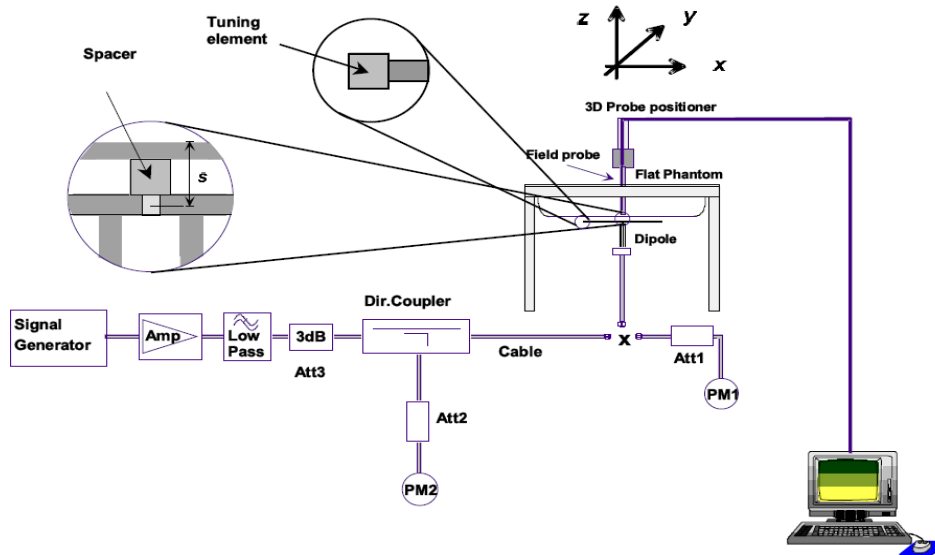 Tuning
element
z
y
x
Spacer
s
3D Probe positioner
Field probe
Flat Phantom
Dipole
Dir.Coupler
Signal
Generator
Amp
Low
Pass
3dB
Att3
Cable
x
Att1
PM1
Att2
PM2